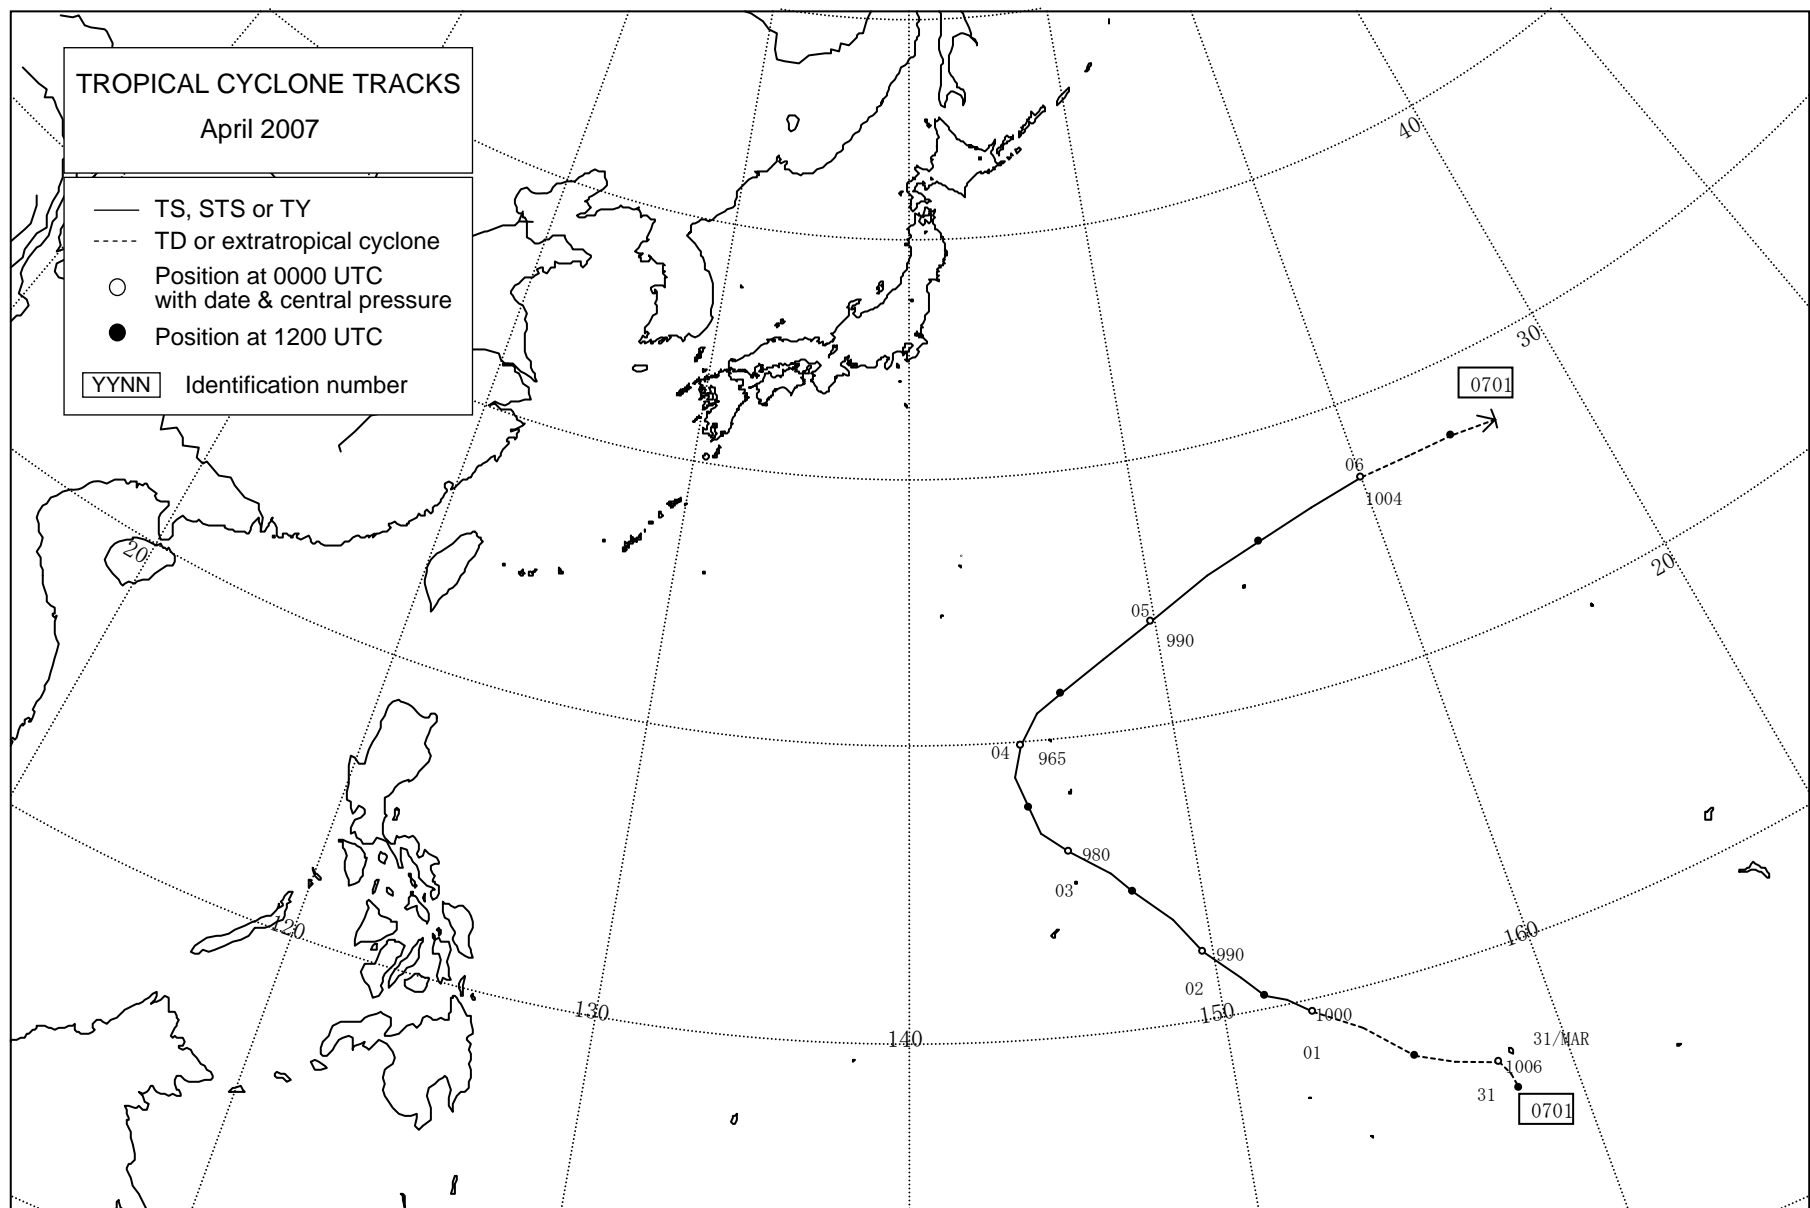 TROPICAL CYCLONE TRACKS
April 2007
TS, STS or TY
TD or extratropical cyclone
Position at 0000 UTC
with date & central pressure
Position at 1200 UTC
YYNN Identification number
40
30
0701
06
1004
20
20
05
990
04
965
980
03
120
160
990
02
130
150
1000
140
01
31/MAR
1006
31
0701